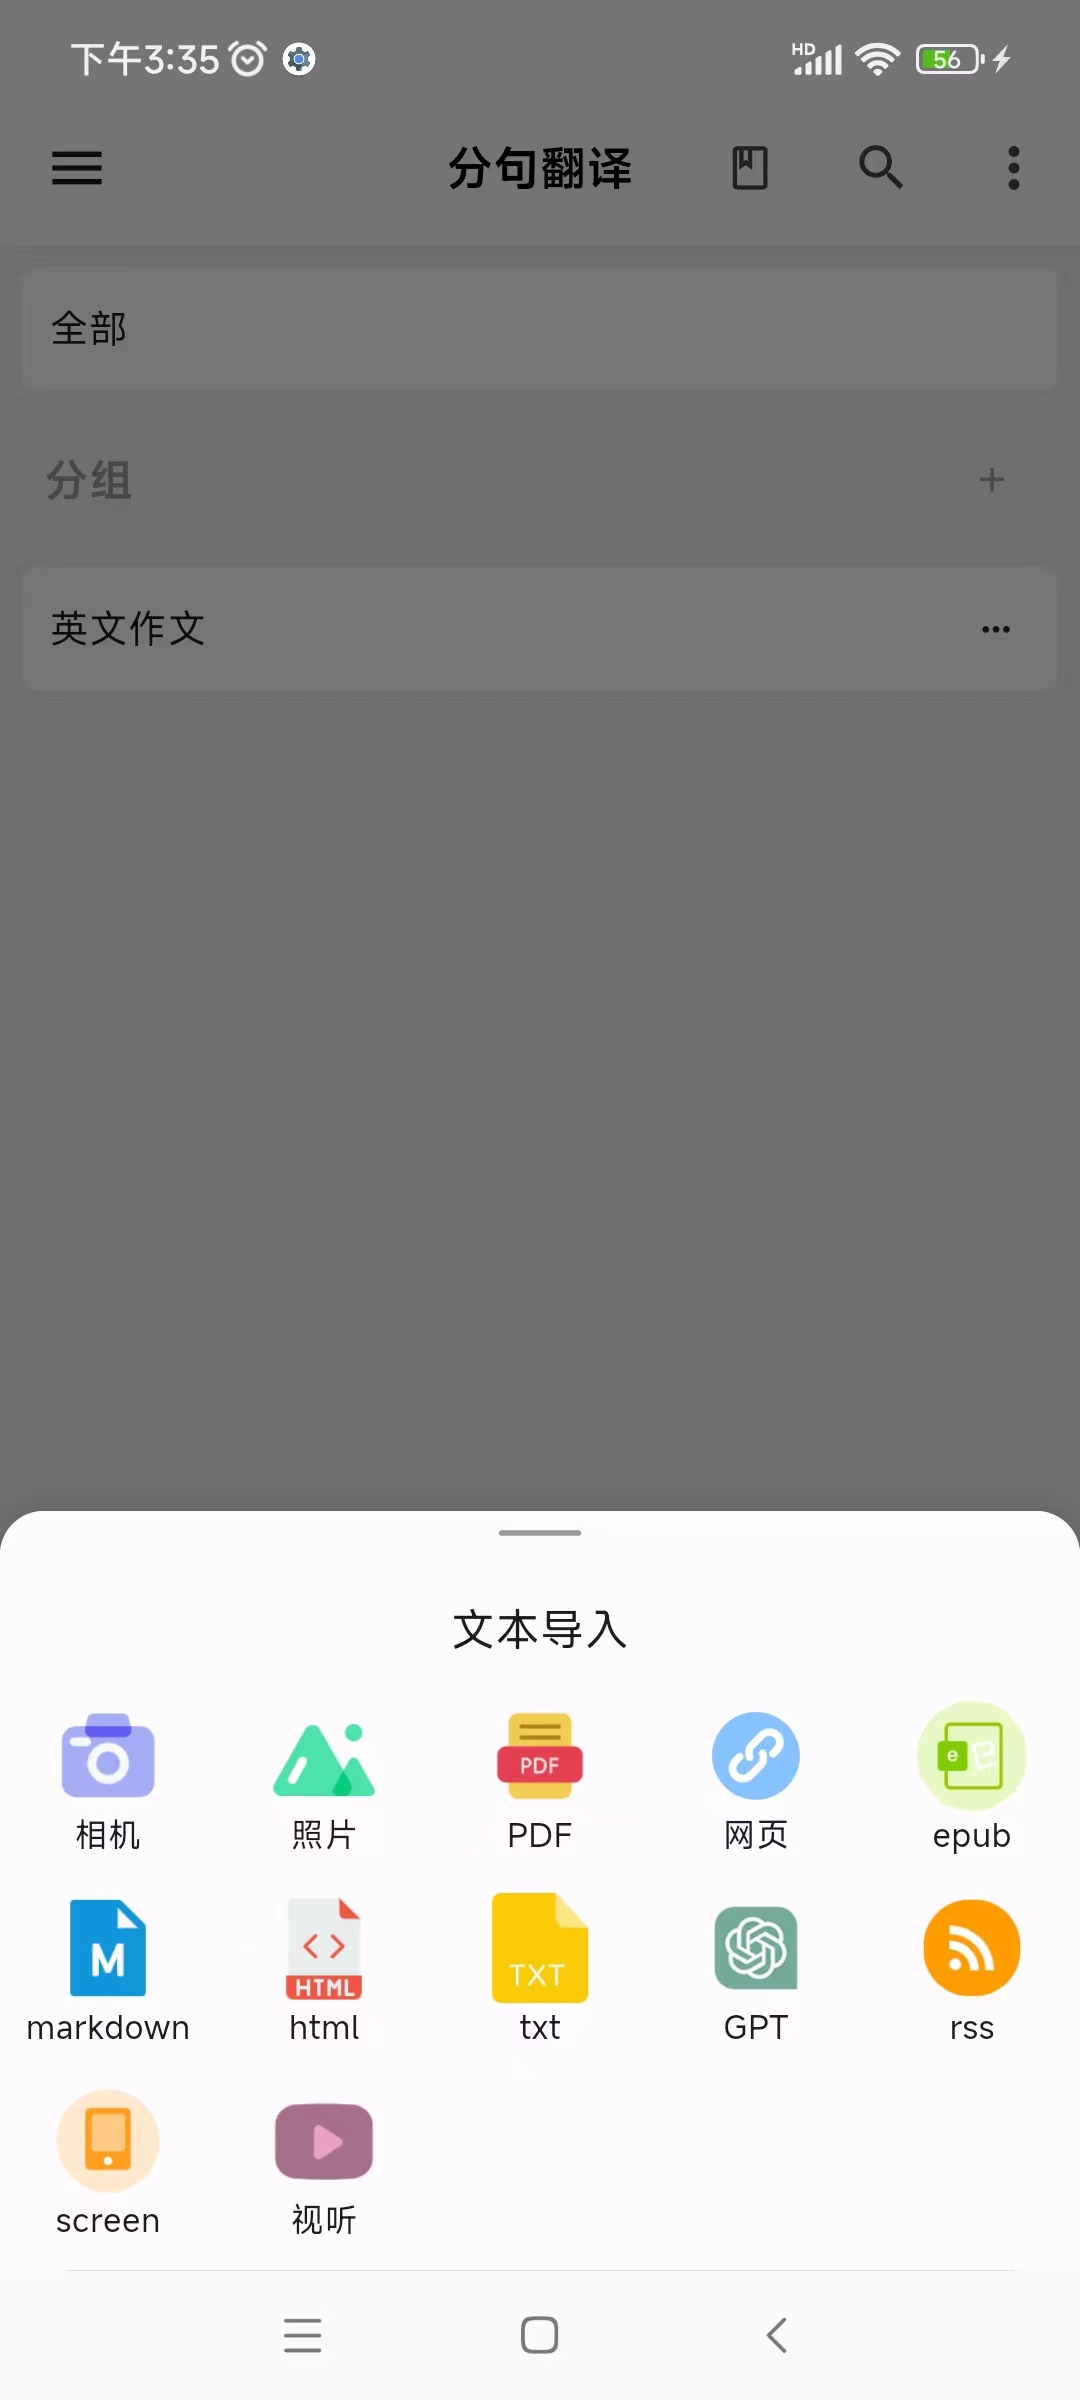 下午3:35 HD 56
分句翻译
全部
分组 +
英文作文
文本导入
PDF e
相机 照片 PDF 网页 epub
M HTML TXT
markdown html txt GPT rss
screen 视听